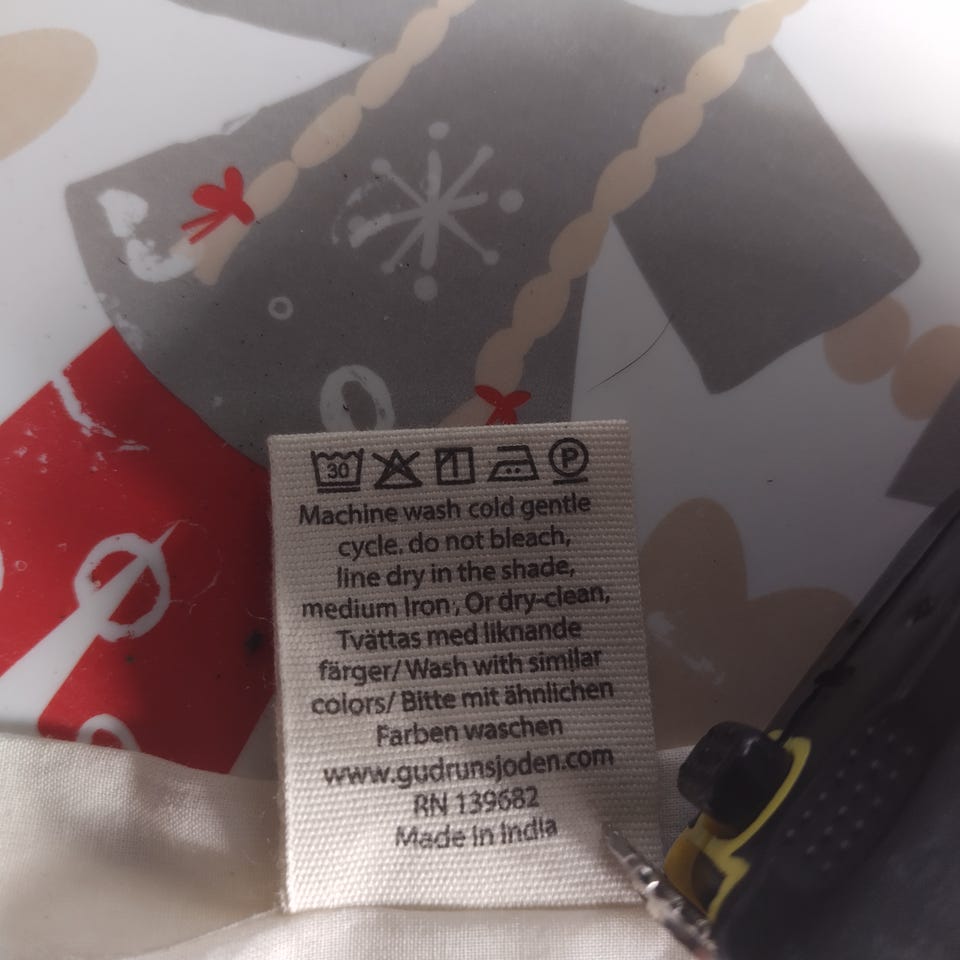 30 P
Machine wash cold gentle
cycle, do not bleach,
line dry in the shade,
medium Iron, Or dry-clean,
Tvättas med liknande
färger/ Wash with similar
colors/ Bitte mit ähnlichen
Farben waschen
www.gudrunsjoden.com
RN 139682
Made in India